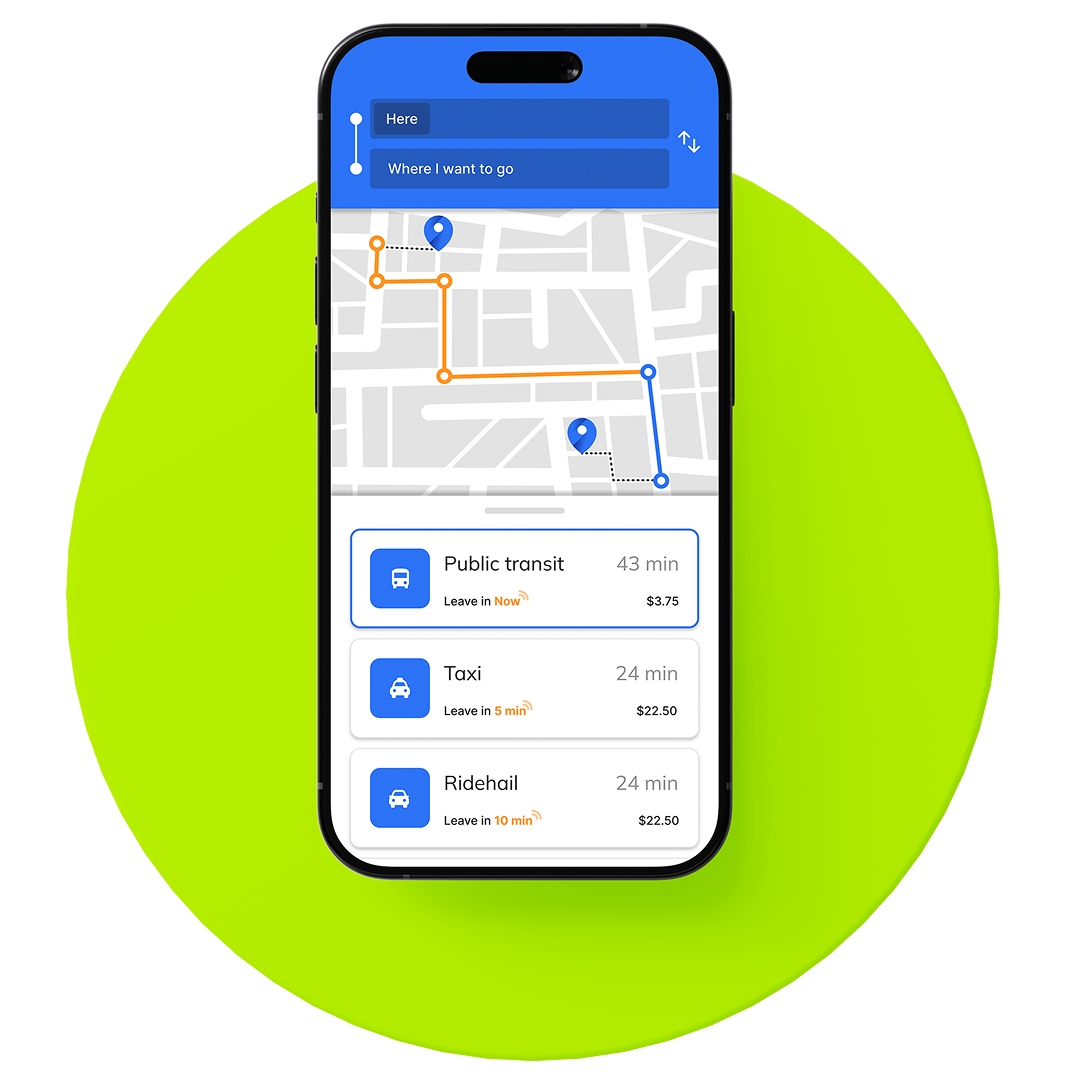 Here
Where I want to go
Public transit 43 min
Leave in Now $3.75
Taxi 24 min
Leave in 5 min $22.50
Ridehail 24 min
Leave in 10 min $22.50